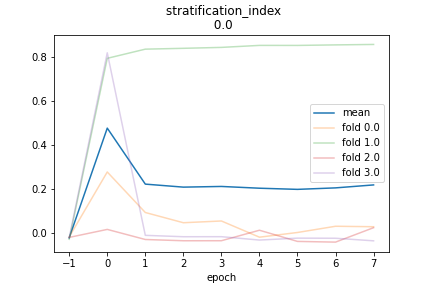 stratification_index
0.0
0.8
0.6
0.4
0.2
0.0
mean
fold 0.0
fold 1.0
fold 2.0
fold 3.0
−1 0 1 2 3 4 5 6 7
epoch